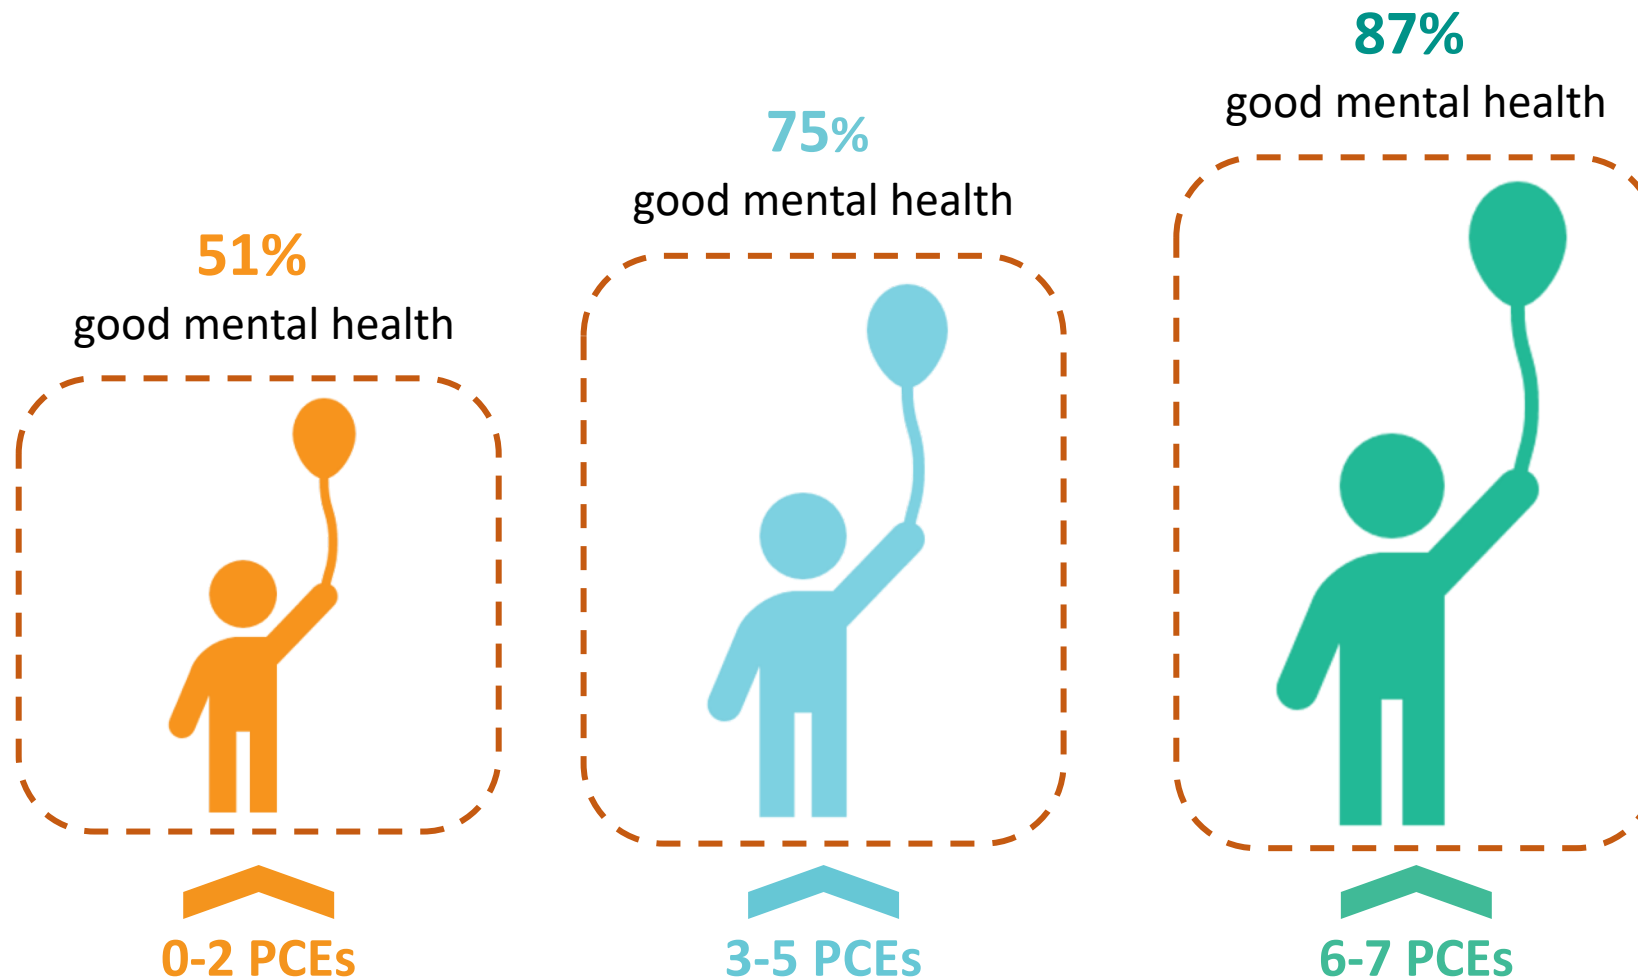 51%
good mental health
0-2 PCEs
75%
good mental health
3-5 PCEs
87%
good mental health
6-7 PCEs